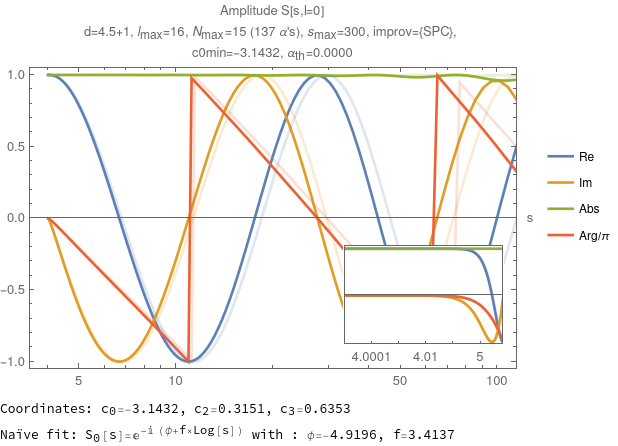 Amplitude S[s,l=0]
d=4.5+1, lmax=16, Nmax=15 (137 α's), smax=300, improv={SPC},
c0min=-3.1432, αth=0.0000
1.0
0.5
0.0
-0.5
-1.0
5
10
50
100
s
4.0001
4.01
5
Re
Im
Abs
Arg/π
Coordinates: c0=-3.1432, c2=0.3151, c3=0.6353
Naïve fit: S0[s]=e^-i (ϕ+f×Log[s]) with : ϕ=-4.9196, f=3.4137